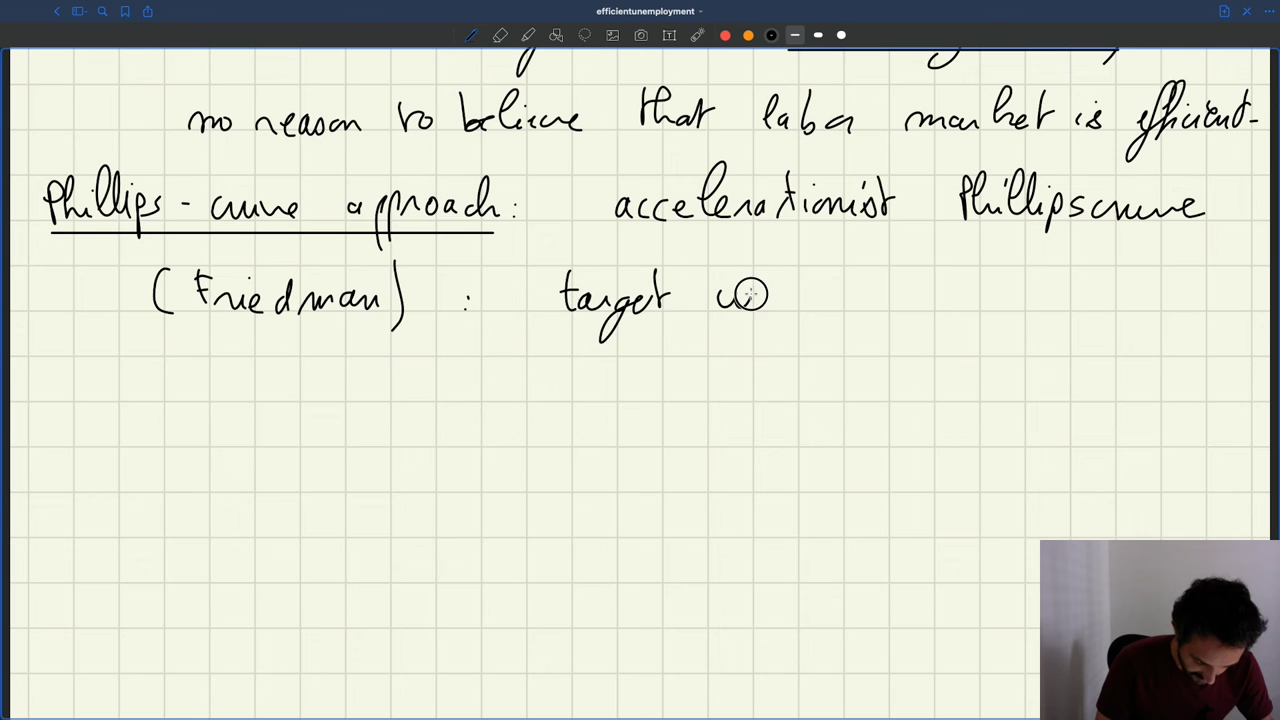 efficientunemployment
no reason to believe that labor market is efficient-
Phillips-curve approach: accelerationist Phillips curve
(Friedman) : target u